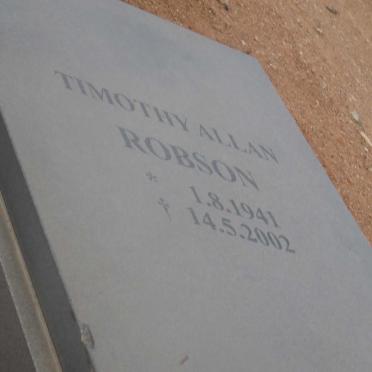 TIMOTHY ALLAN
ROBSON
* 1.8.1941
† 14.5.2002